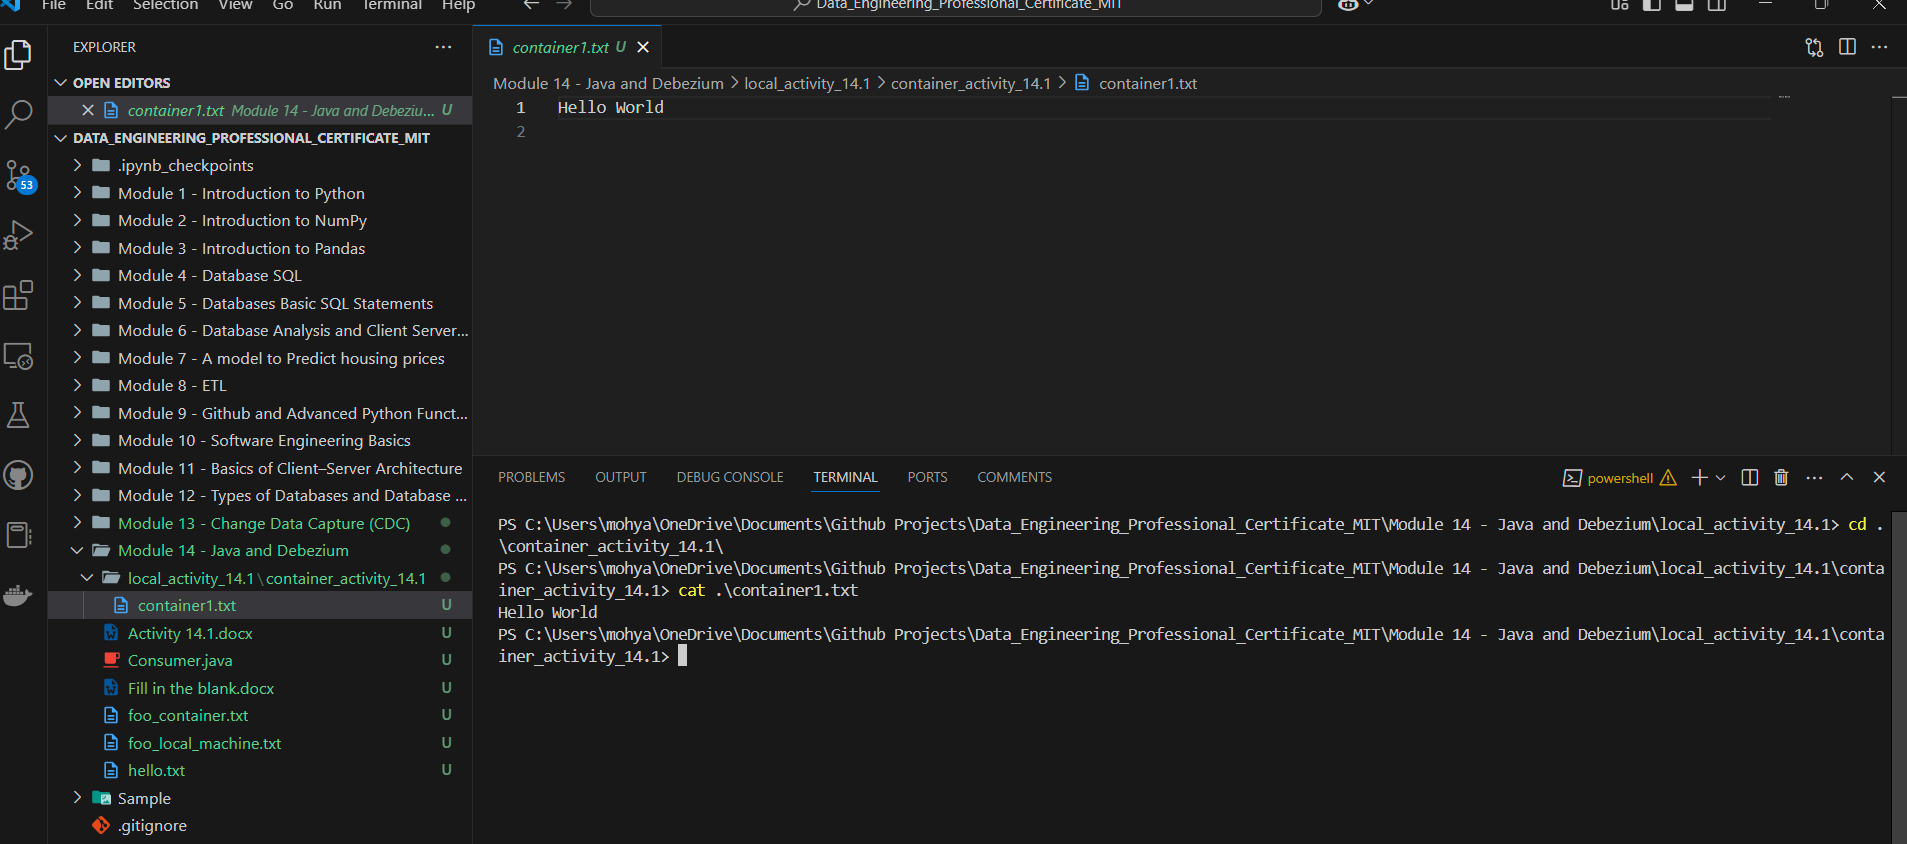 File Edit Selection View Go Run Terminal Help
Data_Engineering_Professional_Certificate_MIT
EXPLORER
OPEN EDITORS
container1.txt Module 14 - Java and Debeziu... U
DATA_ENGINEERING_PROFESSIONAL_CERTIFICATE_MIT
.ipynb_checkpoints
Module 1 - Introduction to Python
Module 2 - Introduction to NumPy
Module 3 - Introduction to Pandas
Module 4 - Database SQL
Module 5 - Databases Basic SQL Statements
Module 6 - Database Analysis and Client Server...
Module 7 - A model to Predict housing prices
Module 8 - ETL
Module 9 - Github and Advanced Python Funct...
Module 10 - Software Engineering Basics
Module 11 - Basics of Client–Server Architecture
Module 12 - Types of Databases and Database ...
Module 13 - Change Data Capture (CDC)
Module 14 - Java and Debezium
local_activity_14.1\container_activity_14.1
container1.txt U
Activity 14.1.docx U
Consumer.java U
Fill in the blank.docx U
foo_container.txt U
foo_local_machine.txt U
hello.txt U
Sample
.gitignore
53
container1.txt U
Module 14 - Java and Debezium > local_activity_14.1 > container_activity_14.1 > container1.txt
1 Hello World
2
PROBLEMS OUTPUT DEBUG CONSOLE TERMINAL PORTS COMMENTS
powershell
PS C:\Users\mohya\OneDrive\Documents\Github Projects\Data_Engineering_Professional_Certificate_MIT\Module 14 - Java and Debezium\local_activity_14.1> cd .
\container_activity_14.1\
PS C:\Users\mohya\OneDrive\Documents\Github Projects\Data_Engineering_Professional_Certificate_MIT\Module 14 - Java and Debezium\local_activity_14.1\conta
iner_activity_14.1> cat .\container1.txt
Hello World
PS C:\Users\mohya\OneDrive\Documents\Github Projects\Data_Engineering_Professional_Certificate_MIT\Module 14 - Java and Debezium\local_activity_14.1\conta
iner_activity_14.1>